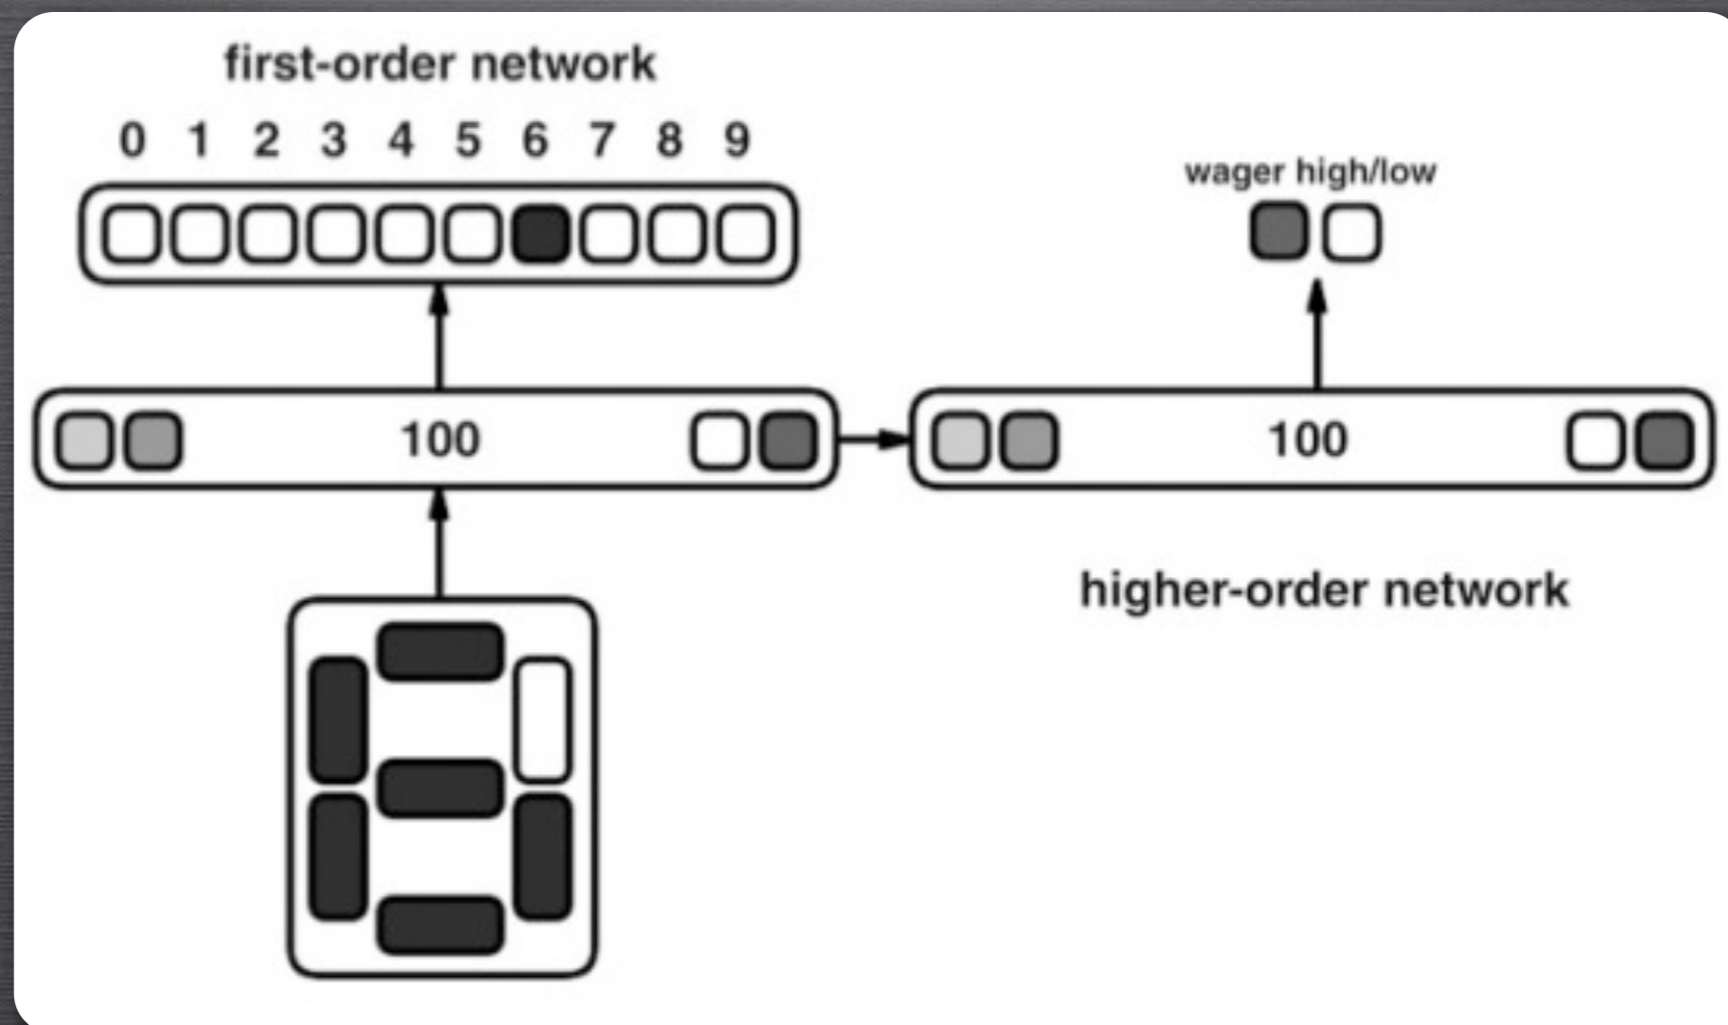 first-order network
0 1 2 3 4 5 6 7 8 9
wager high/low
100
100
higher-order network